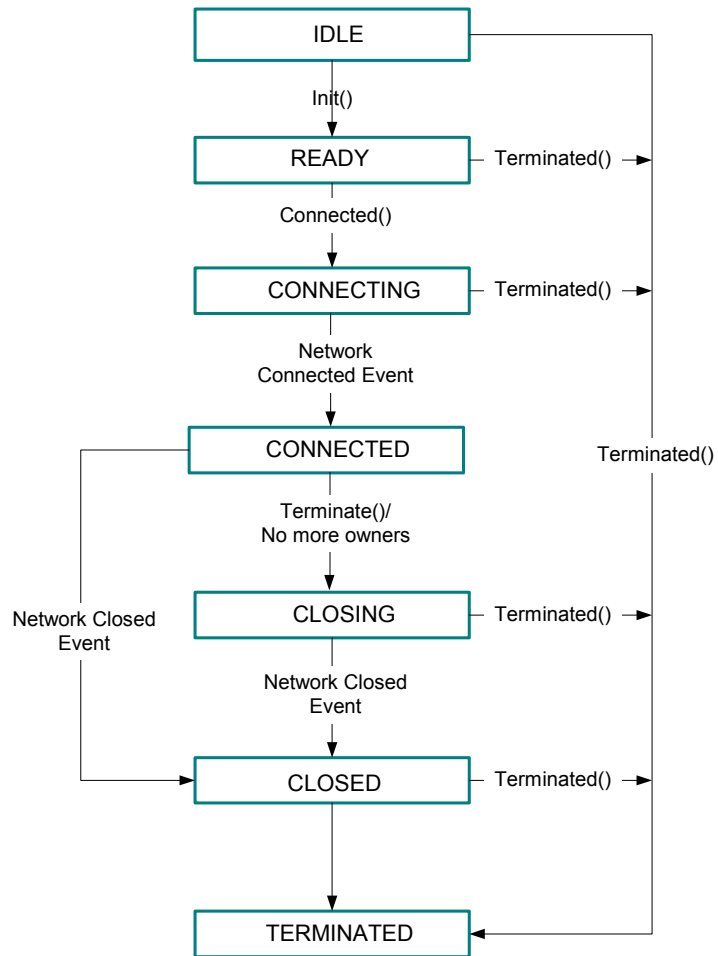 IDLE
Init()
READY
Terminated()
Connected()
CONNECTING
Terminated()
Network
Connected Event
CONNECTED
Terminated()
Terminate()/
No more owners
CLOSING
Terminated()
Network Closed
Event
Network Closed
Event
CLOSED
Terminated()
TERMINATED